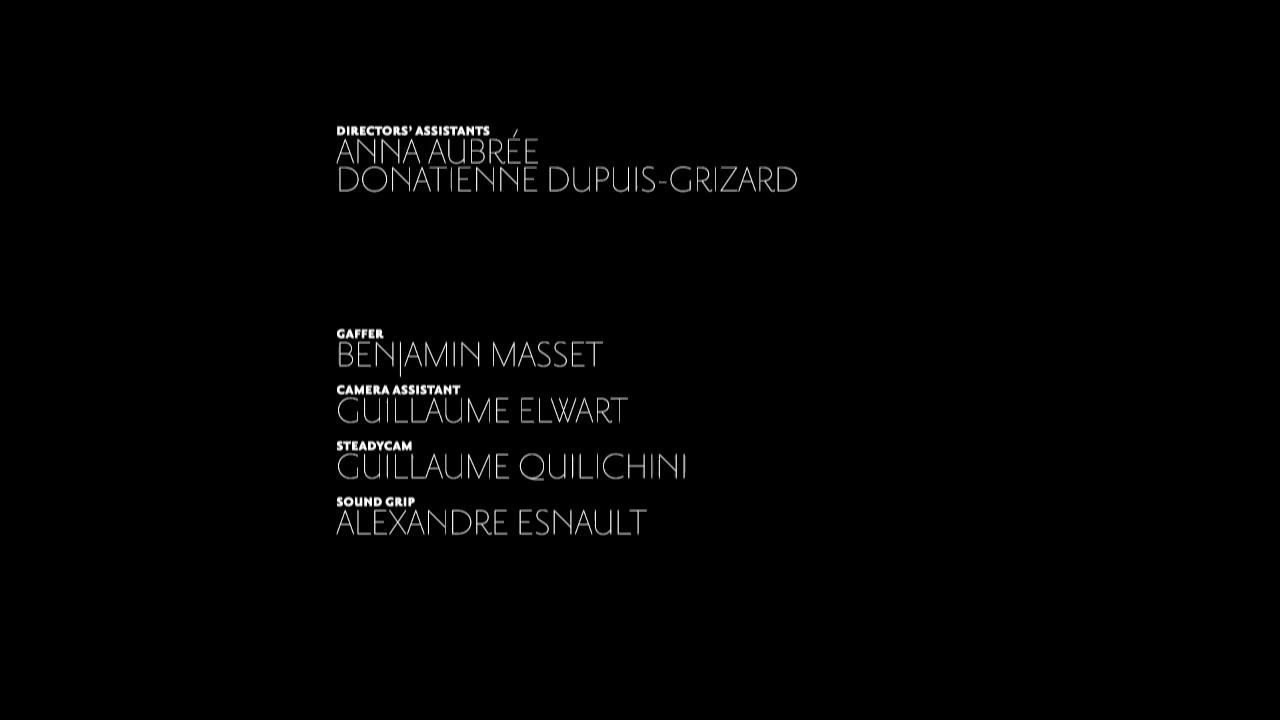 DIRECTORS' ASSISTANTS
ANNA AUBRÉE
DONATIENNE DUPUIS-GRIZARD
GAFFER
BENJAMIN MASSET
CAMERA ASSISTANT
GUILLAUME ELWART
STEADYCAM
GUILLAUME QUILICHINI
SOUND GRIP
ALEXANDRE ESNAULT